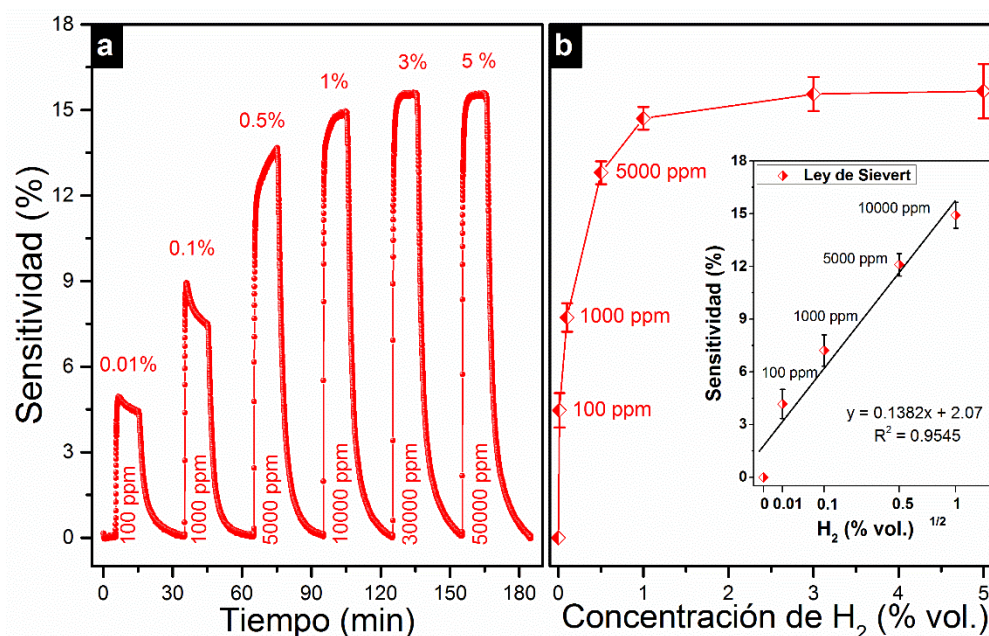 a
Sensitividad (%)
18
15
12
9
6
3
0
0.01%
0.1%
0.5%
1%
3%
5 %
100 ppm
1000 ppm
5000 ppm
10000 ppm
30000 ppm
50000 ppm
0 30 60 90 120 150 180
Tiempo (min)
b
5000 ppm
1000 ppm
100 ppm
0 1 2 3 4 5
Concentración de H₂ (% vol.)
Ley de Sievert
Sensitividad (%)
18
15
12
9
6
3
0
10000 ppm
5000 ppm
1000 ppm
100 ppm
y = 0.1382x + 2.07
R² = 0.9545
0 0.01 0.1 0.5 1
H₂ (% vol.) 1/2